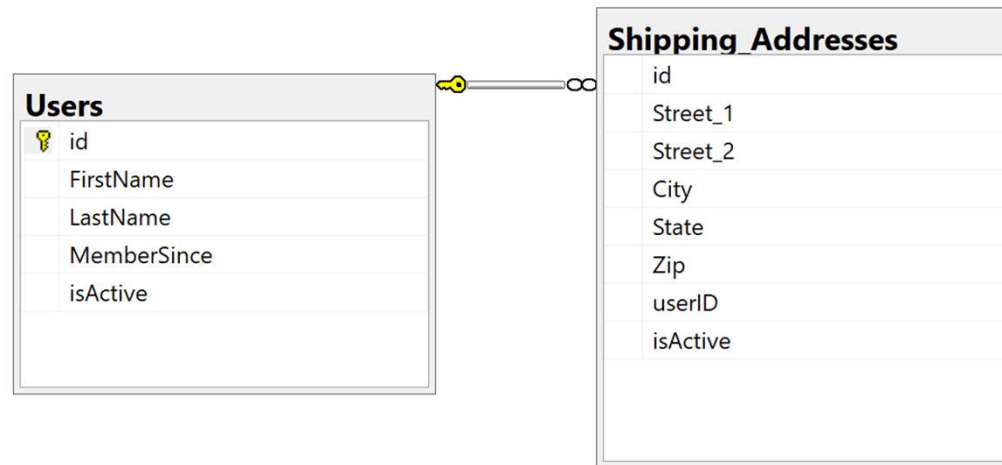 Users
id
FirstName
LastName
MemberSince
isActive
Shipping_Addresses
id
Street_1
Street_2
City
State
Zip
userID
isActive